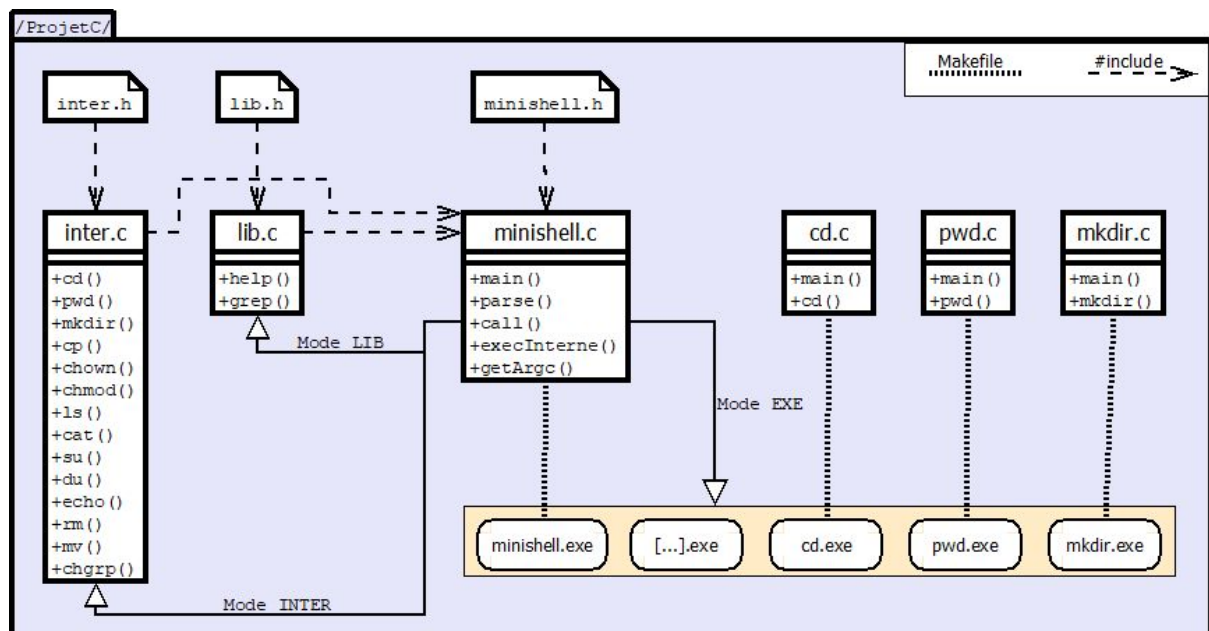 /ProjetC/
Makefile
#include
inter.h
lib.h
minishell.h
inter.c
+cd()
+pwd()
+mkdir()
+cp()
+chown()
+chmod()
+ls()
+cat()
+su()
+du()
+echo()
+rm()
+mv()
+chgrp()
lib.c
+help()
+grep()
minishell.c
+main()
+parse()
+call()
+execInterne()
+getArgc()
cd.c
+main()
+cd()
pwd.c
+main()
+pwd()
mkdir.c
+main()
+mkdir()
Mode LIB
Mode EXE
Mode INTER
minishell.exe
[...].exe
cd.exe
pwd.exe
mkdir.exe